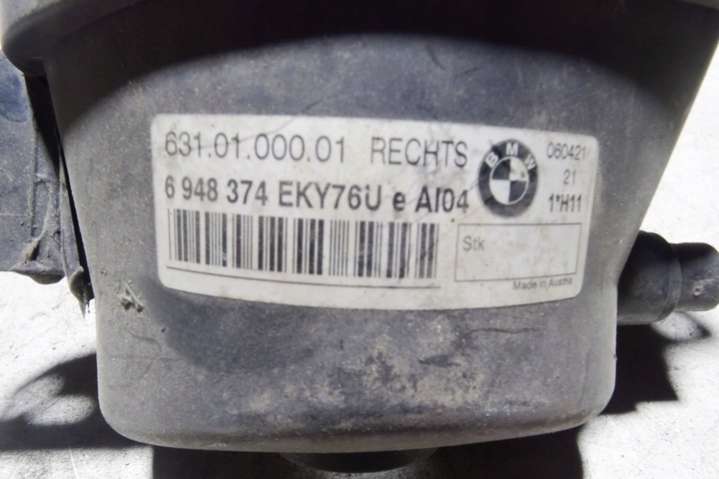 631.01.000.01 RECHTS BMW 060421
21
6 948 374 EKY76U e AI04 1*H11
Stk
Made in Austria